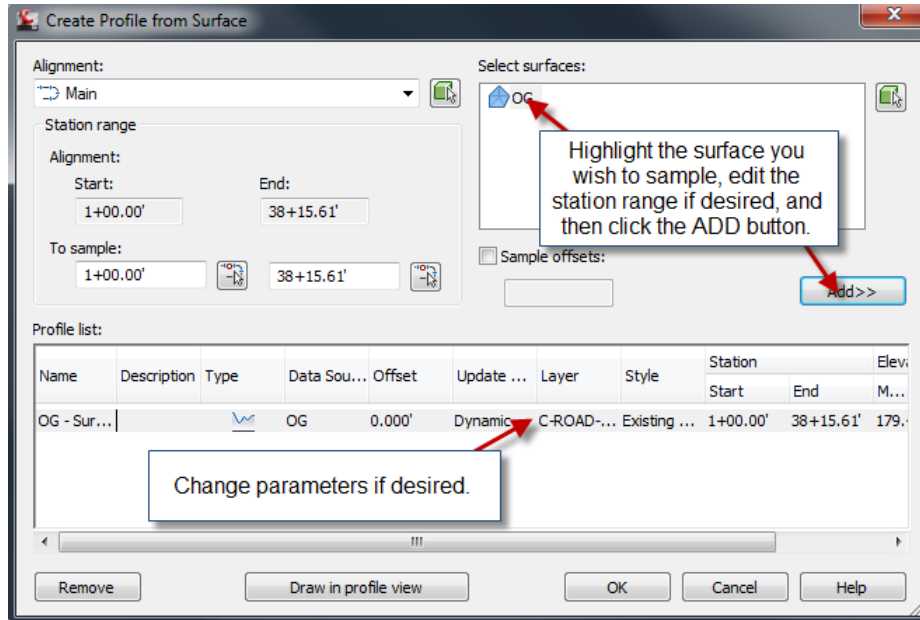 Create Profile from Surface
Alignment:
Main
Station range
Alignment:
Start: End:
1+00.00' 38+15.61'
To sample:
1+00.00' 38+15.61'
Select surfaces:
OG
Highlight the surface you
wish to sample, edit the
station range if desired, and
then click the ADD button.
Sample offsets:
Add>>
Profile list:
Name Description Type Data Sou... Offset Update ... Layer Style Station Eleva
Start End M...
OG - Sur... OG 0.000' Dynamic C-ROAD-... Existing ... 1+00.00' 38+15.61' 179.
Change parameters if desired.
Remove Draw in profile view OK Cancel Help